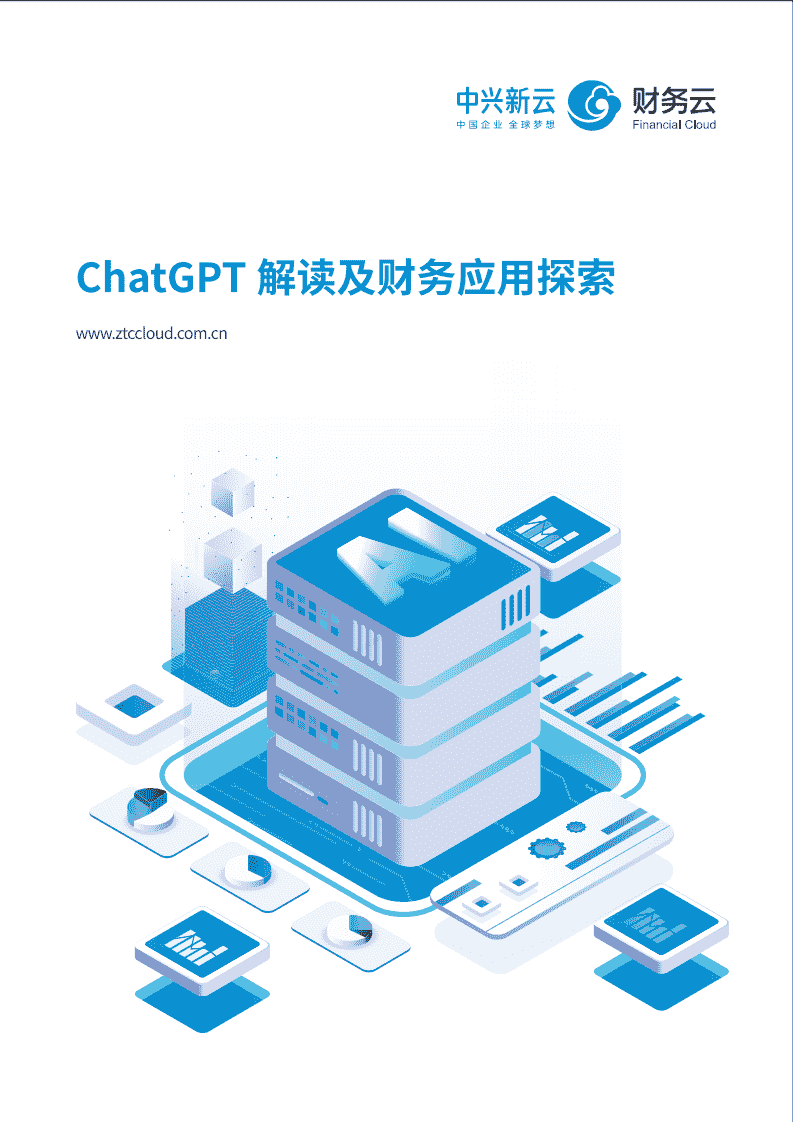 中兴新云
中国企业 全球梦想
财务云
Financial Cloud
ChatGPT 解读及财务应用探索
www.ztccloud.com.cn
AI